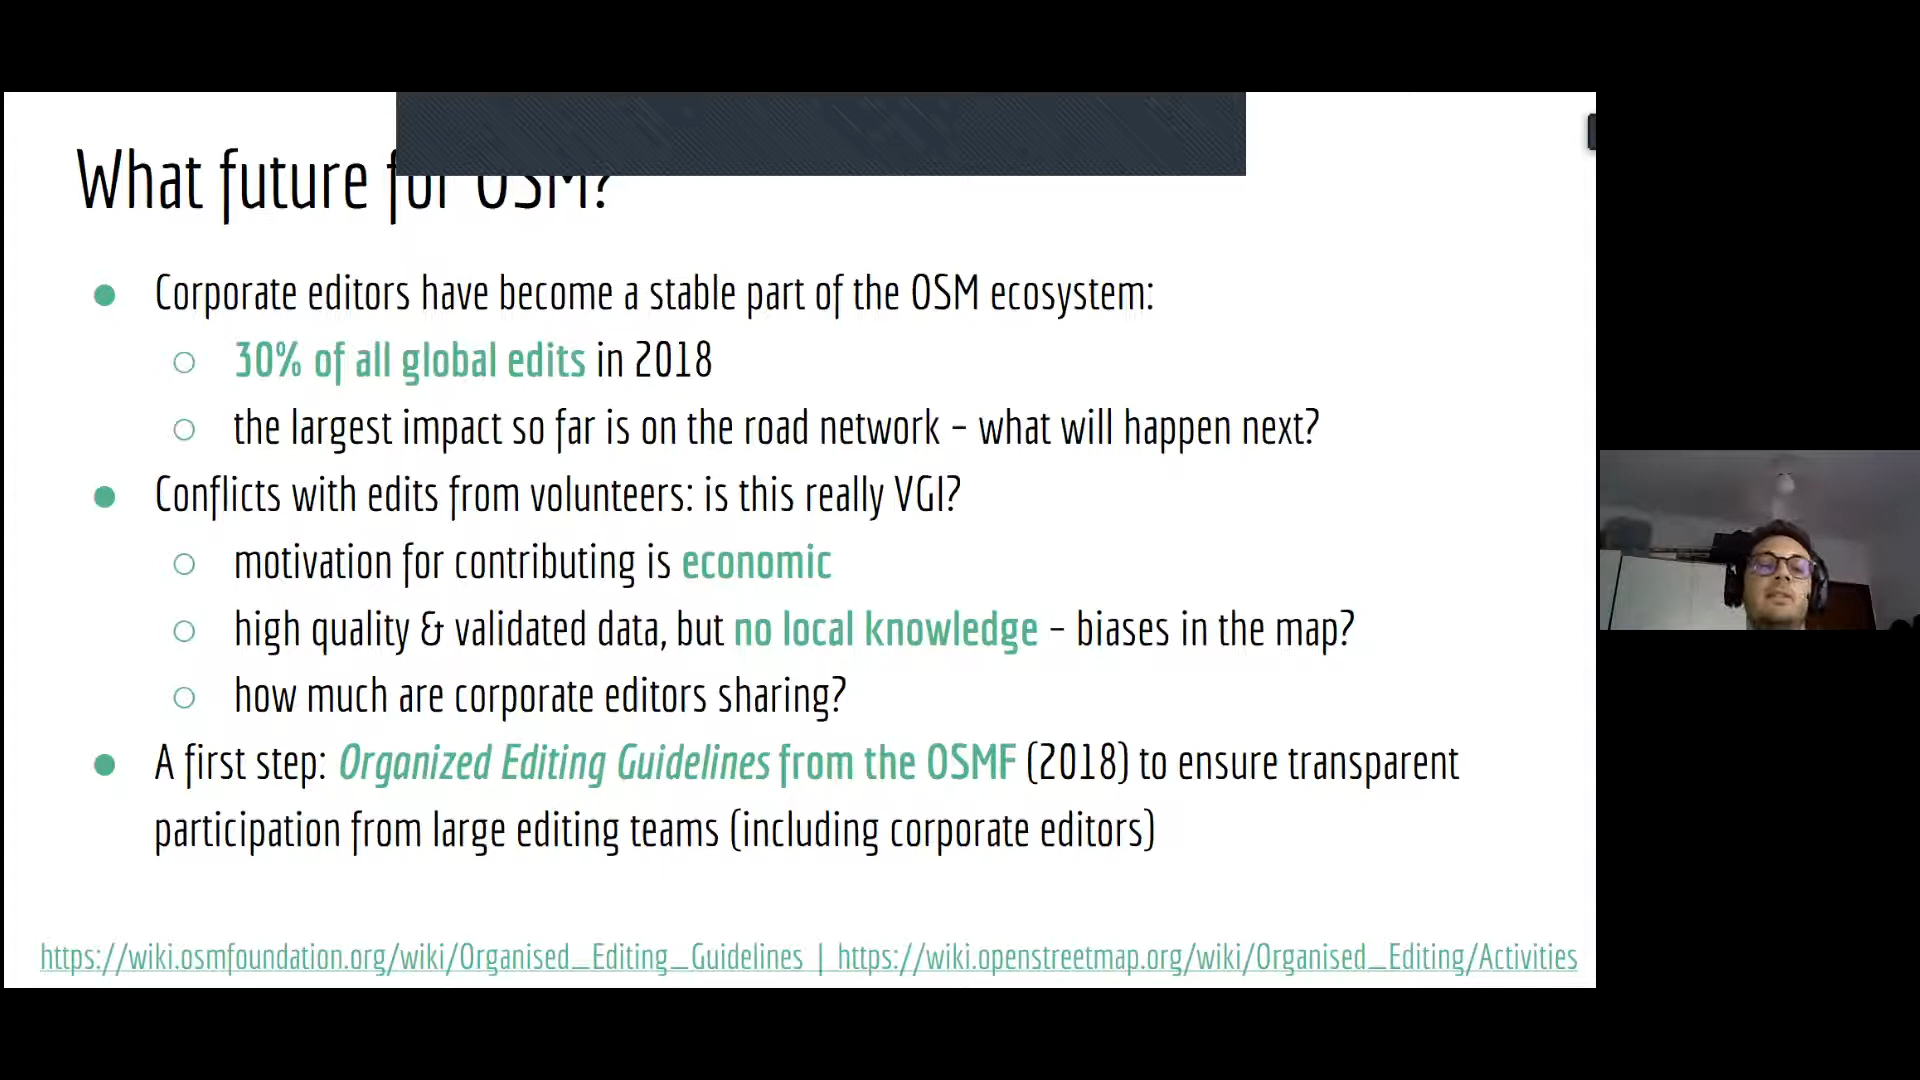 What future for OSM?
Corporate editors have become a stable part of the OSM ecosystem:
30% of all global edits in 2018
the largest impact so far is on the road network – what will happen next?
Conflicts with edits from volunteers: is this really VGI?
motivation for contributing is economic
high quality & validated data, but no local knowledge – biases in the map?
how much are corporate editors sharing?
A first step: Organized Editing Guidelines from the OSMF (2018) to ensure transparent
participation from large editing teams (including corporate editors)
https://wiki.osmfoundation.org/wiki/Organised_Editing_Guidelines | https://wiki.openstreetmap.org/wiki/Organised_Editing/Activities